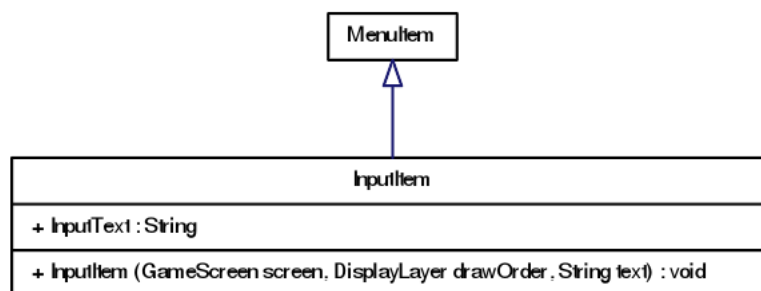 MenuItem
InputItem
+ InputText : String
+ InputItem (GameScreen screen, DisplayLayer drawOrder, String text) : void